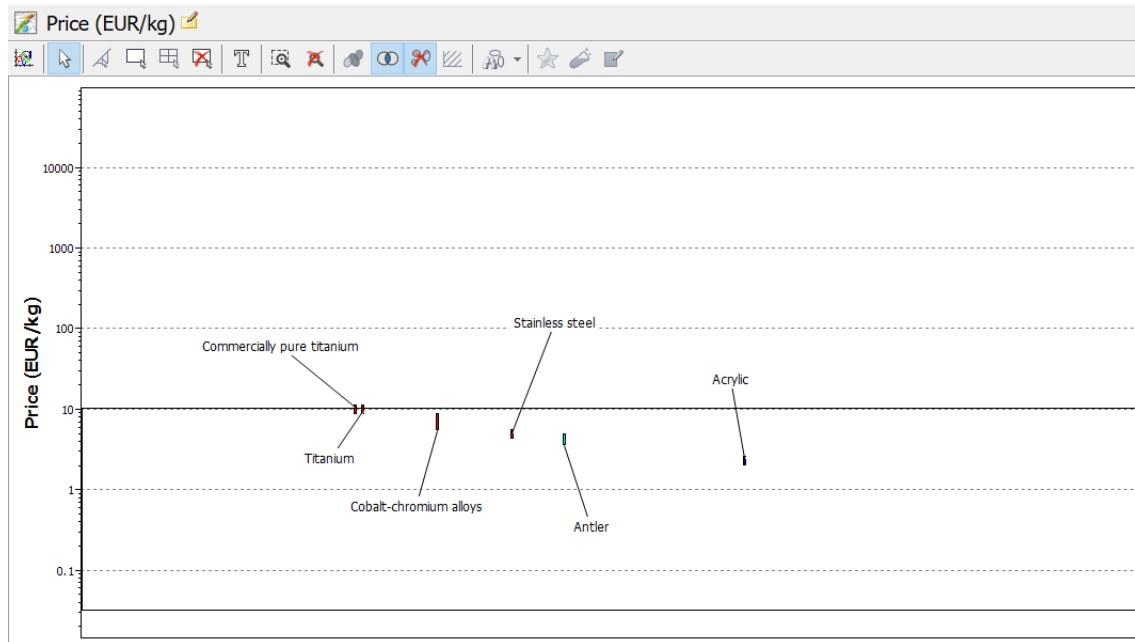 Price (EUR/kg)
10000
1000
100
10
1
0.1
Price (EUR/kg)
Stainless steel
Commercially pure titanium
Acrylic
Titanium
Cobalt-chromium alloys
Antler